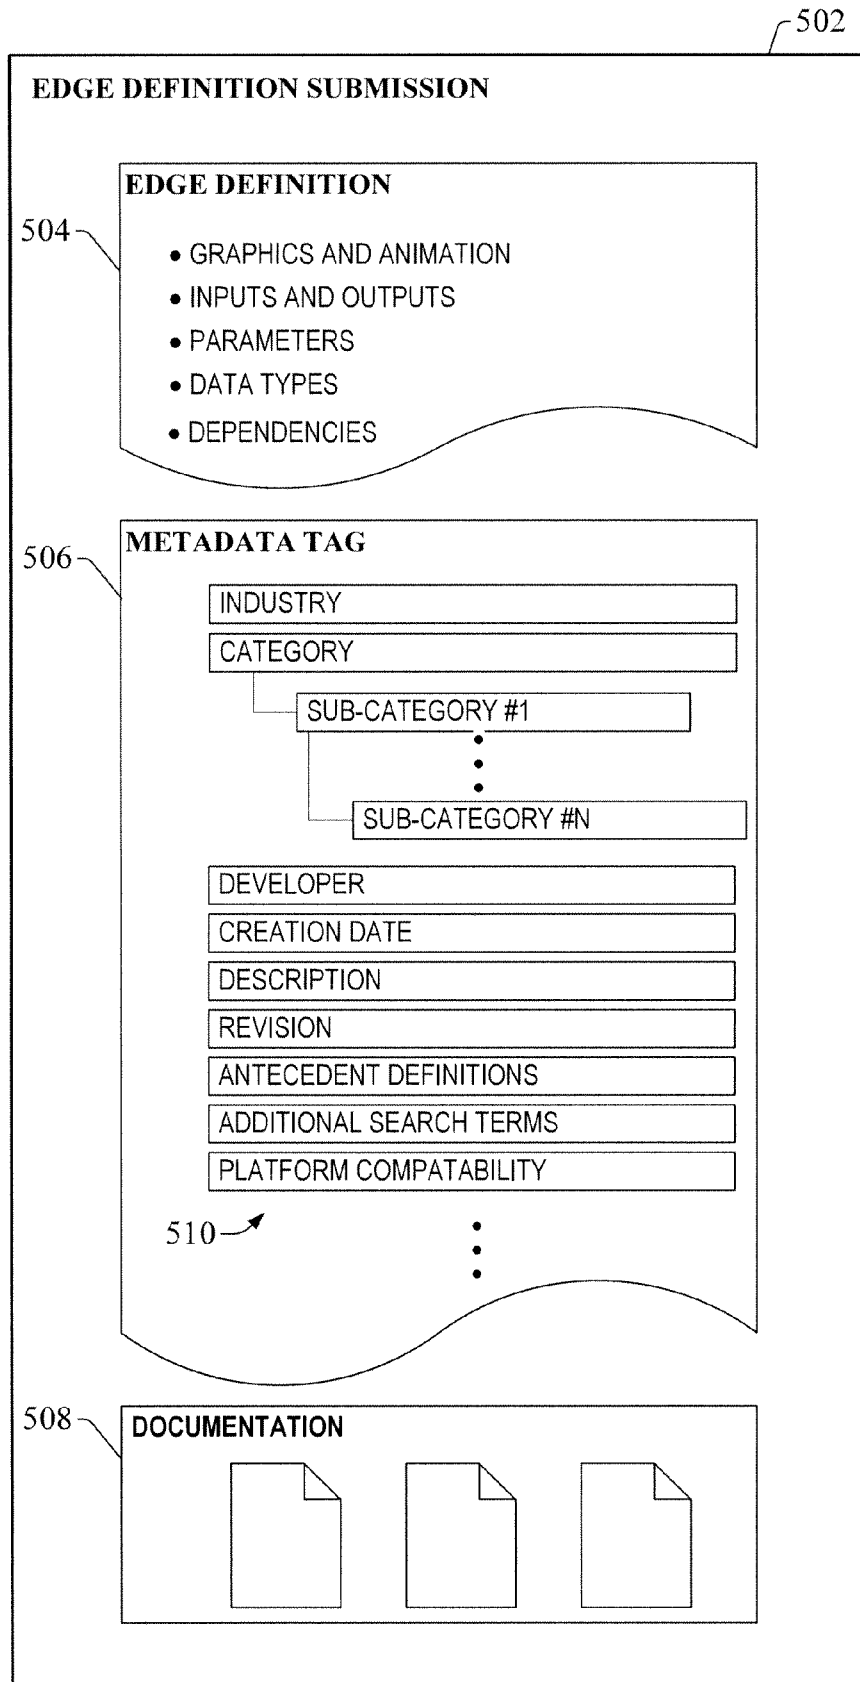 502
EDGE DEFINITION SUBMISSION
EDGE DEFINITION
504
• GRAPHICS AND ANIMATION
• INPUTS AND OUTPUTS
• PARAMETERS
• DATA TYPES
• DEPENDENCIES
METADATA TAG
506
INDUSTRY
CATEGORY
SUB-CATEGORY #1
SUB-CATEGORY #N
DEVELOPER
CREATION DATE
DESCRIPTION
REVISION
ANTECEDENT DEFINITIONS
ADDITIONAL SEARCH TERMS
PLATFORM COMPATABILITY
510
508
DOCUMENTATION